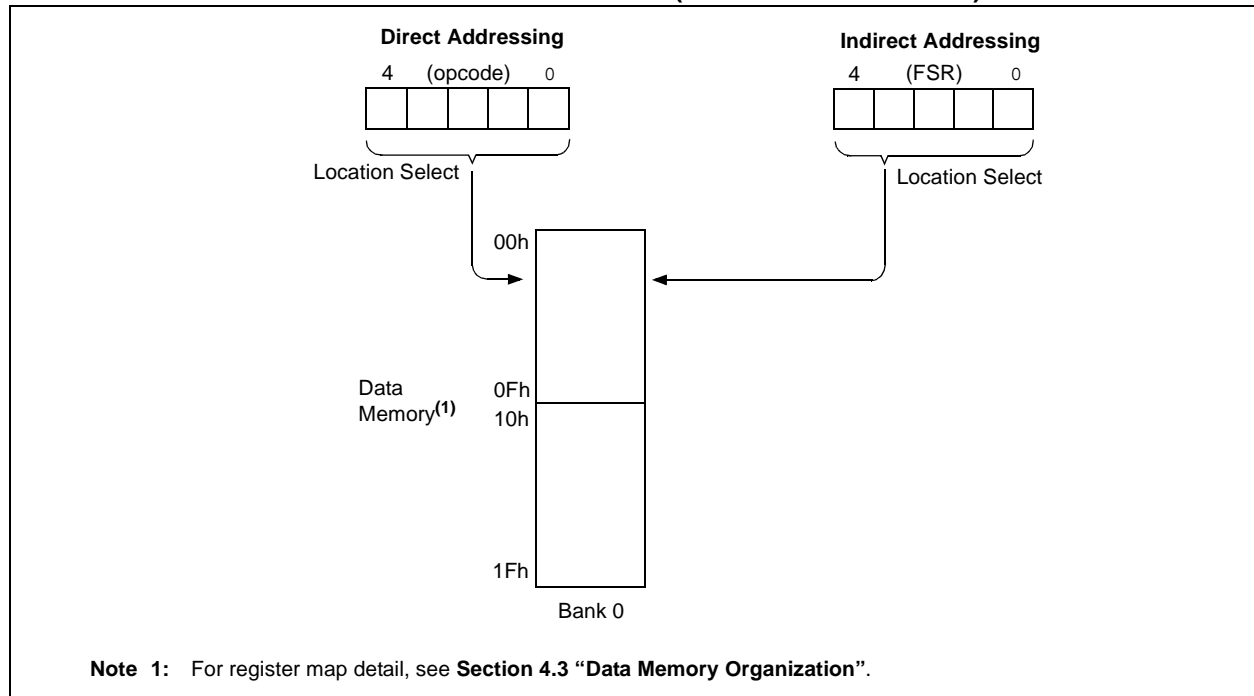 Direct Addressing
4 (opcode) 0
Location Select
Indirect Addressing
4 (FSR) 0
Location Select
00h
Data
Memory(1)
0Fh
10h
1Fh
Bank 0
Note 1: For register map detail, see Section 4.3 “Data Memory Organization”.